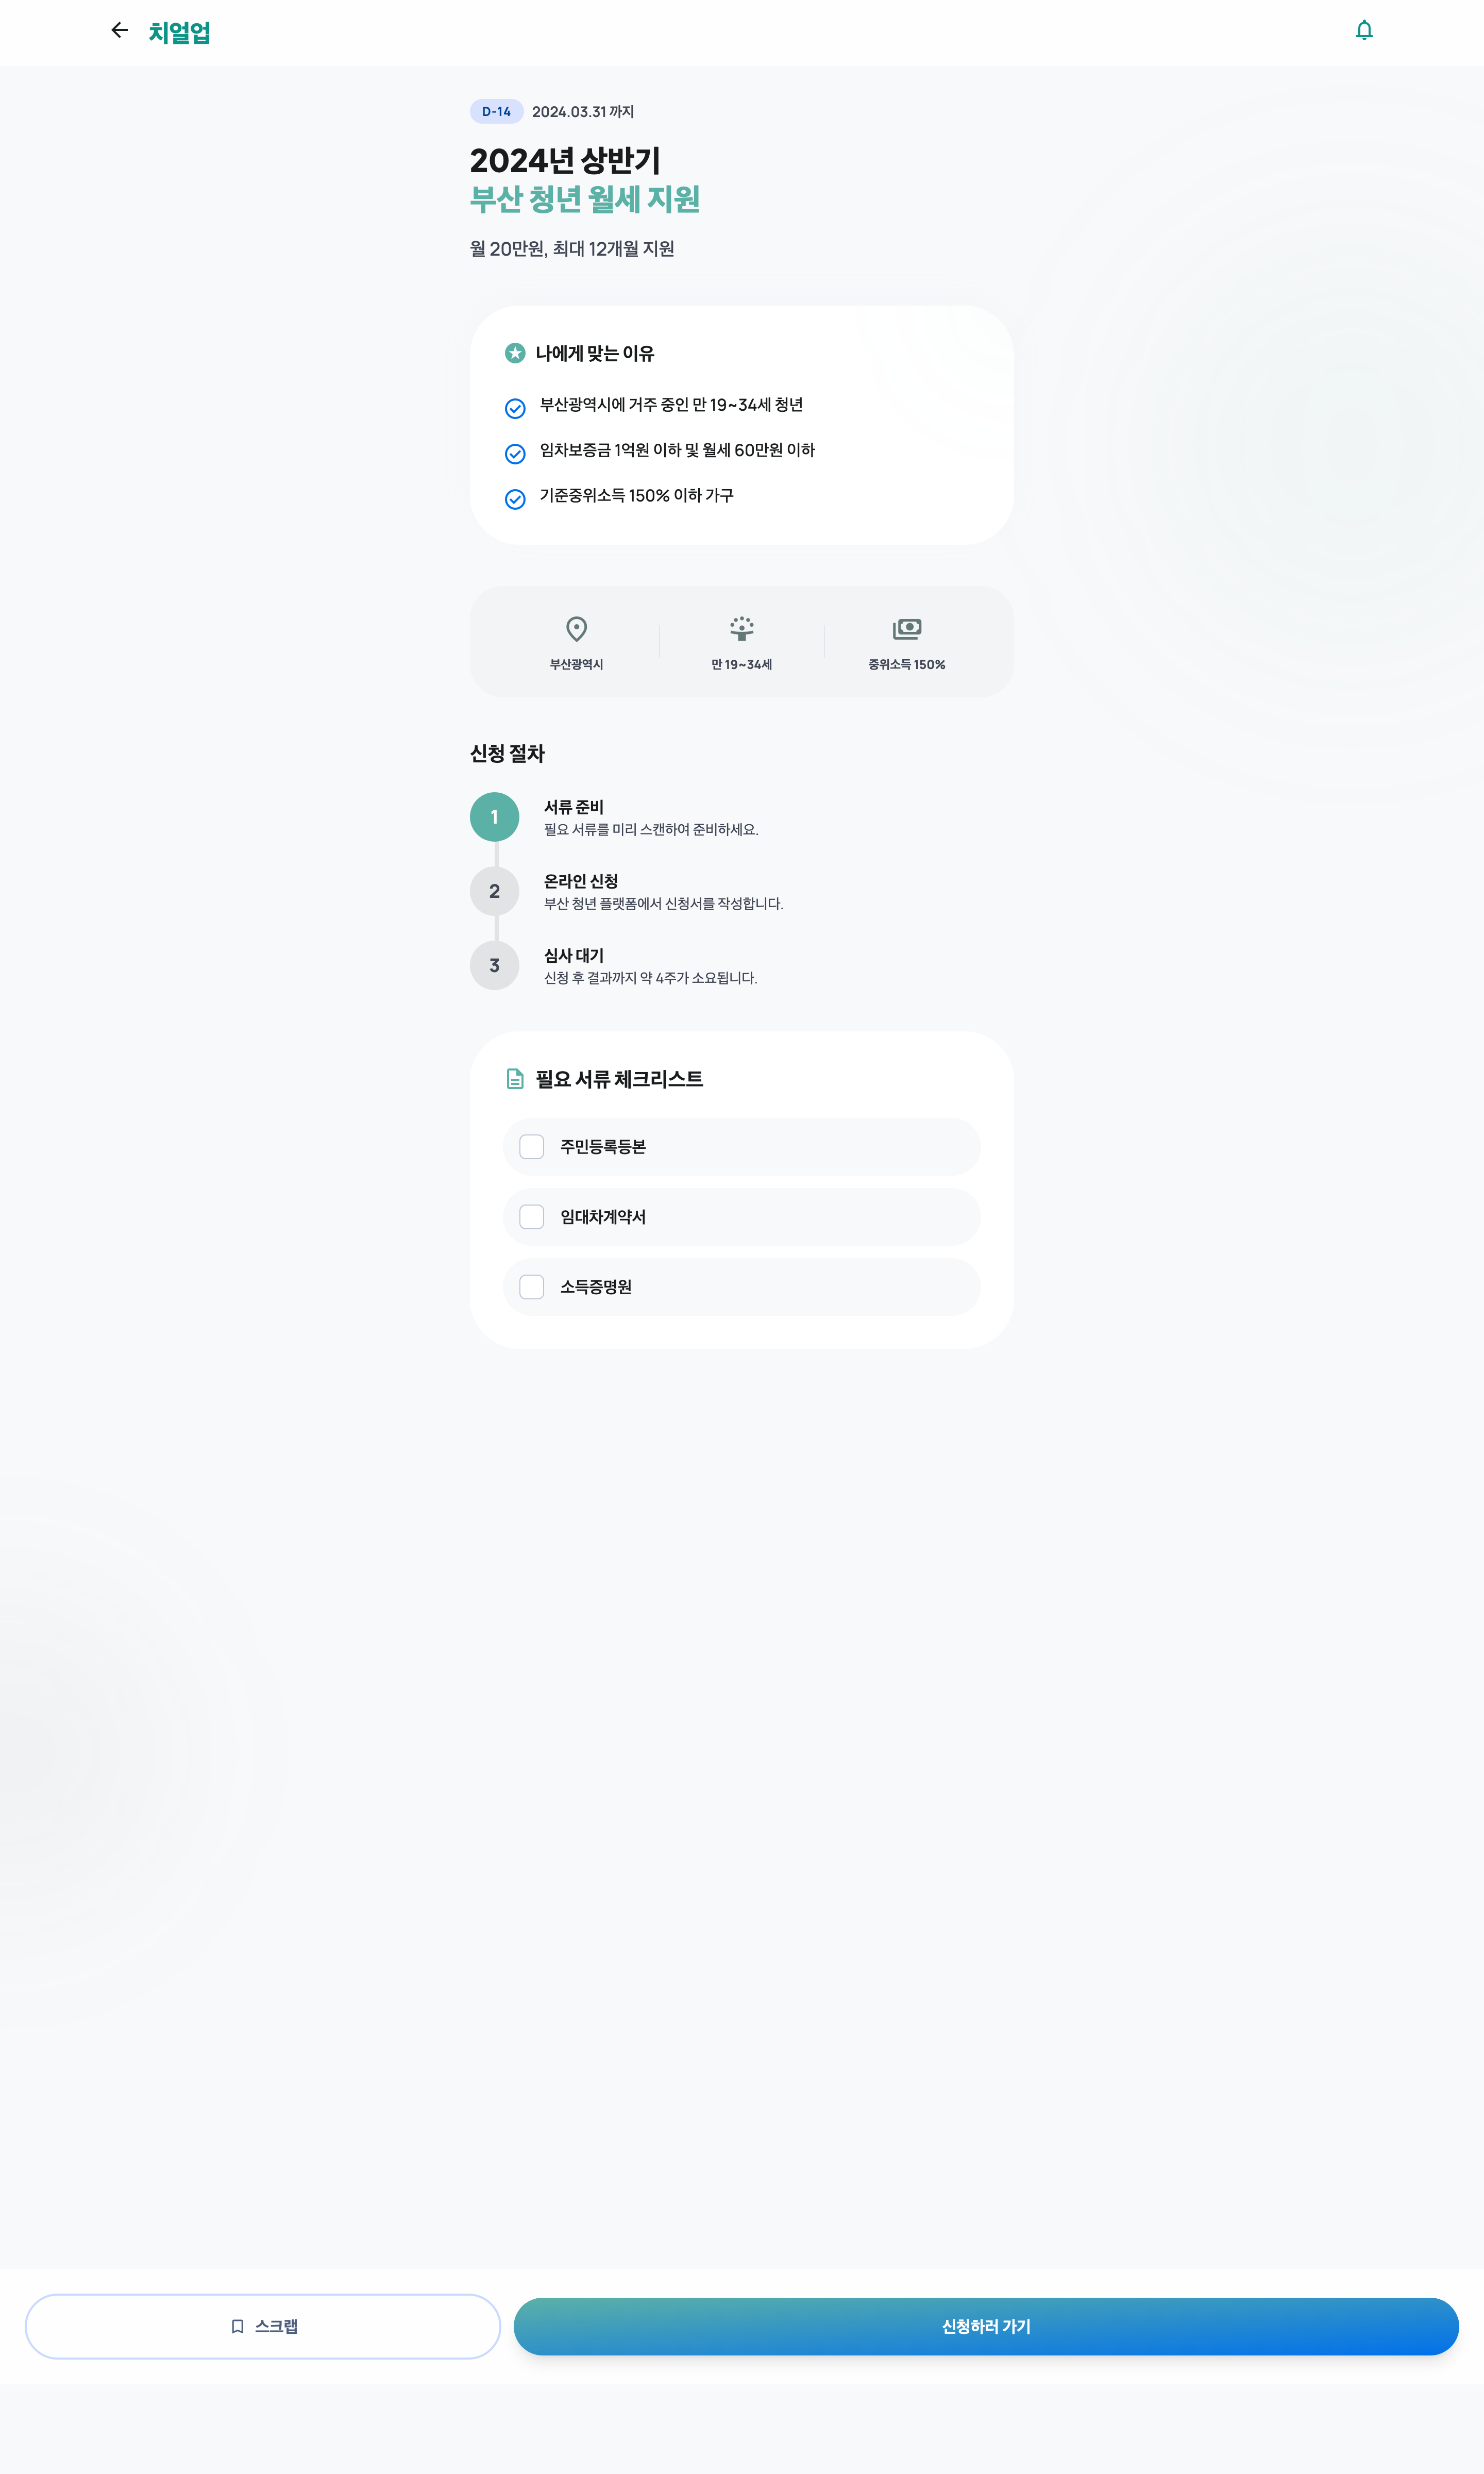 치얼업
D-14 2024.03.31 까지
2024년 상반기
부산 청년 월세 지원
월 20만원, 최대 12개월 지원
나에게 맞는 이유
부산광역시에 거주 중인 만 19~34세 청년
임차보증금 1억원 이하 및 월세 60만원 이하
기준중위소득 150% 이하 가구
부산광역시
만 19~34세
중위소득 150%
신청 절차
1
서류 준비
필요 서류를 미리 스캔하여 준비하세요.
2
온라인 신청
부산 청년 플랫폼에서 신청서를 작성합니다.
3
심사 대기
신청 후 결과까지 약 4주가 소요됩니다.
필요 서류 체크리스트
주민등록등본
임대차계약서
소득증명원
스크랩
신청하러 가기